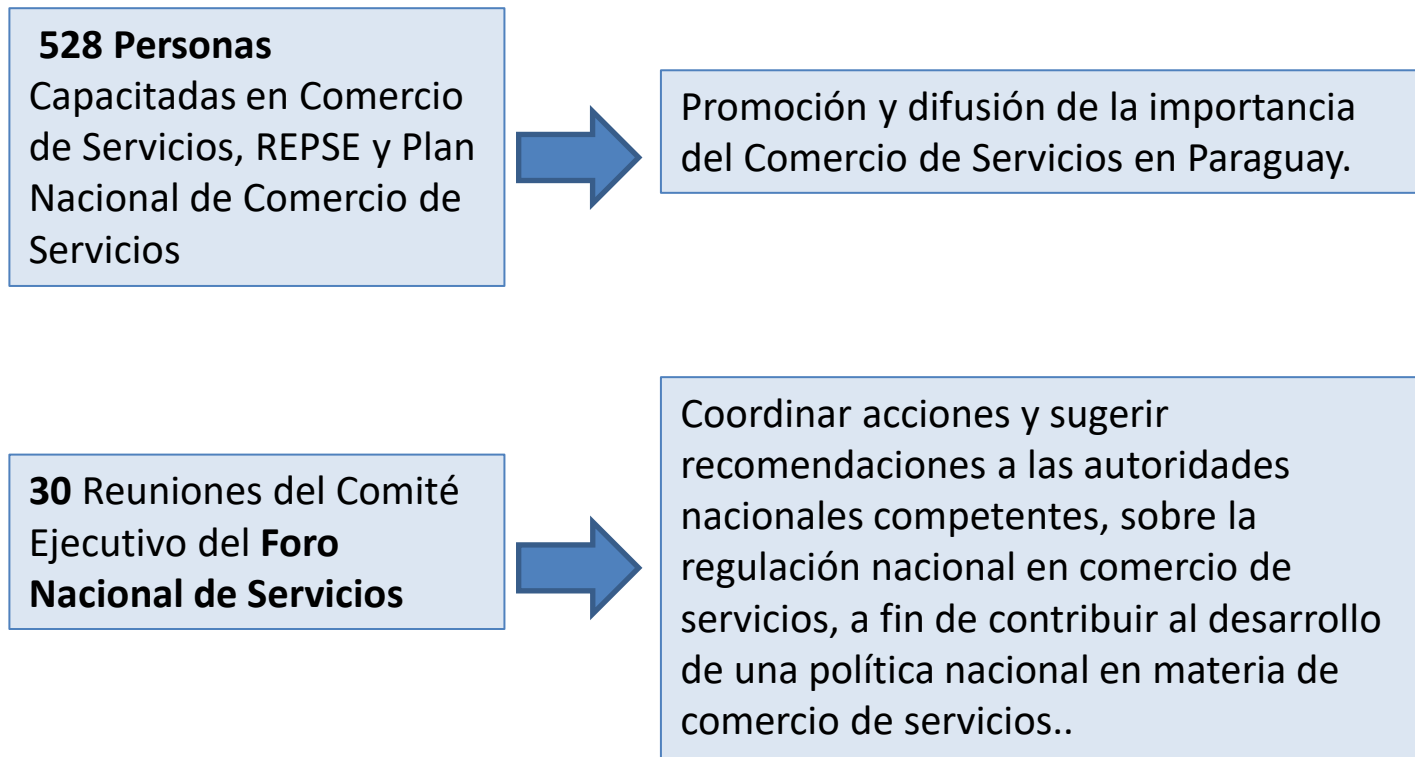 528 Personas
Capacitadas en Comercio
de Servicios, REPSE y Plan
Nacional de Comercio de
Servicios
Promoción y difusión de la importancia
del Comercio de Servicios en Paraguay.
30 Reuniones del Comité
Ejecutivo del Foro
Nacional de Servicios
Coordinar acciones y sugerir
recomendaciones a las autoridades
nacionales competentes, sobre la
regulación nacional en comercio de
servicios, a fin de contribuir al desarrollo
de una política nacional en materia de
comercio de servicios..